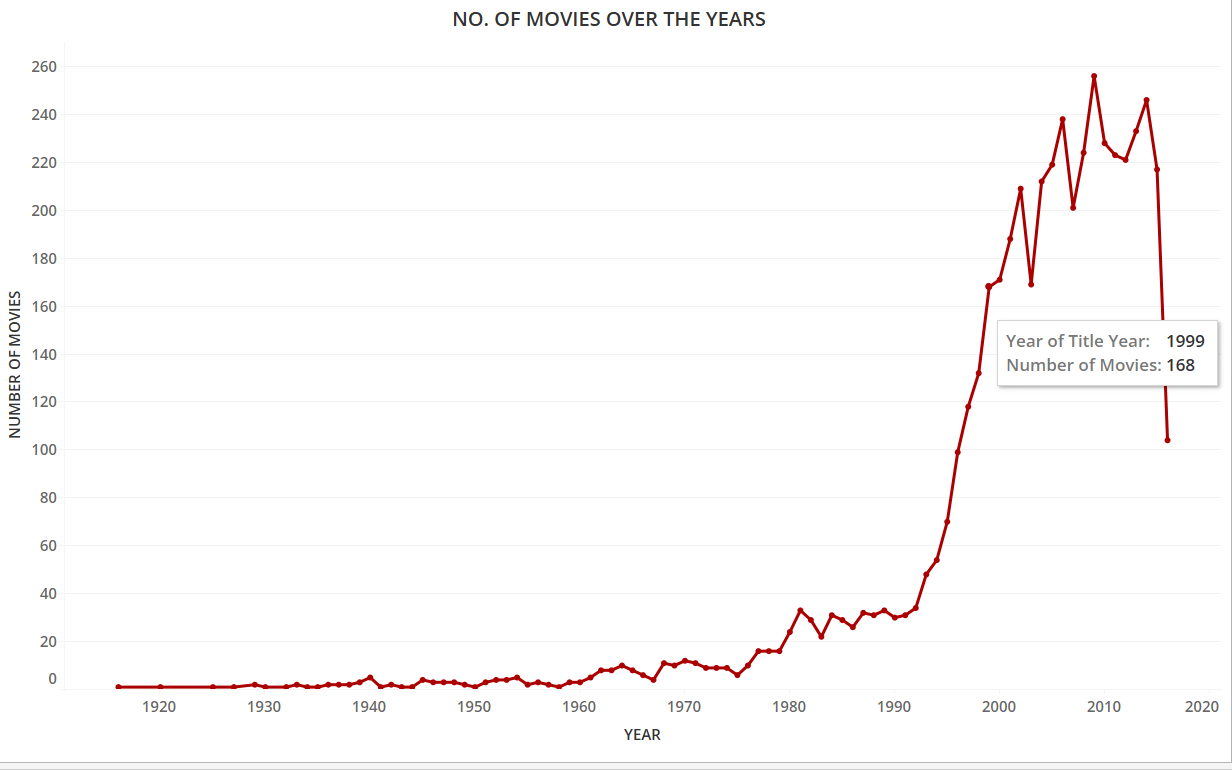 NO. OF MOVIES OVER THE YEARS
260
240
220
200
180
160
140
120
100
80
60
40
20
0
NUMBER OF MOVIES
Year of Title Year: 1999
Number of Movies: 168
1920 1930 1940 1950 1960 1970 1980 1990 2000 2010 2020
YEAR